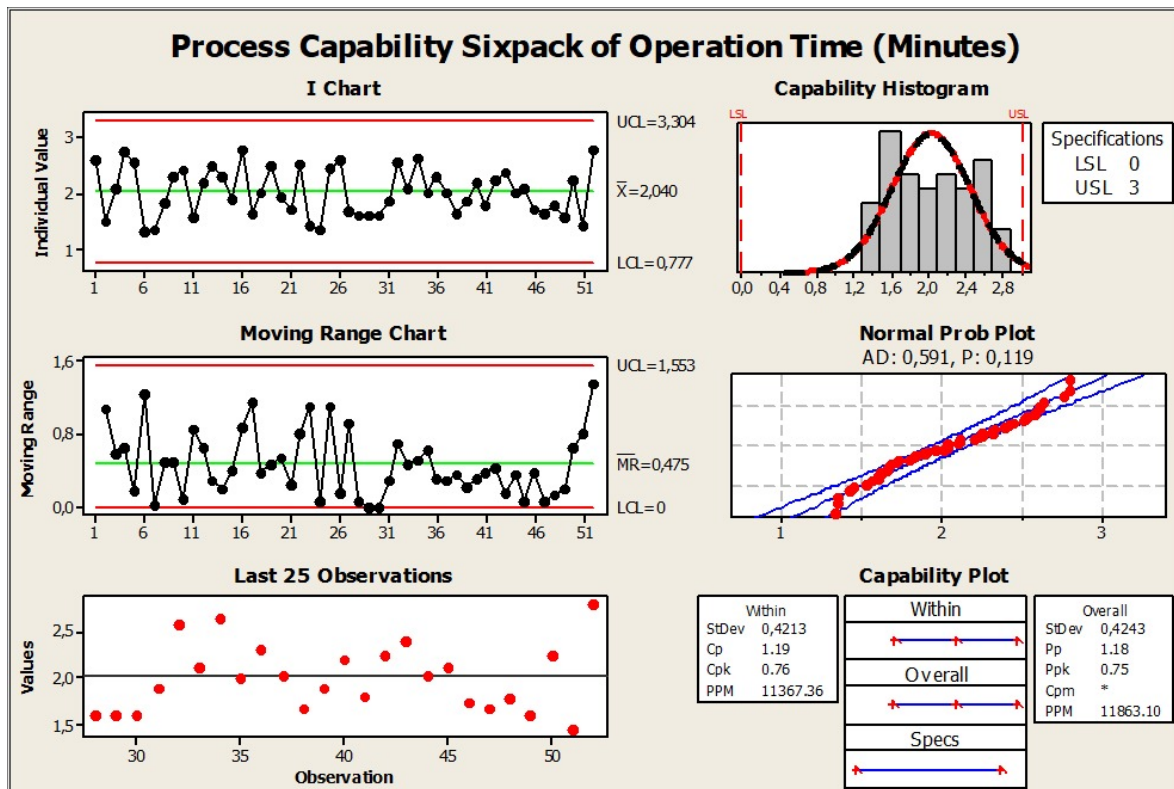 Process Capability Sixpack of Operation Time (Minutes)
I Chart
Individual Value
3
2
1
UCL=3,304
X=2,040
LCL=0,777
1 6 11 16 21 26 31 36 41 46 51
Capability Histogram
LSL USL
0,0 0,4 0,8 1,2 1,6 2,0 2,4 2,8
Specifications
LSL 0
USL 3
Moving Range Chart
Moving Range
1,6
0,8
0,0
UCL=1,553
MR=0,475
LCL=0
1 6 11 16 21 26 31 36 41 46 51
Normal Prob Plot
AD: 0,591, P: 0,119
1 2 3
Last 25 Observations
Values
2,5
2,0
1,5
30 35 40 45 50
Observation
Capability Plot
Within
StDev 0,4213
Cp 1.19
Cpk 0.76
PPM 11367.36
Within
Overall
Specs
Overall
StDev 0,4243
Pp 1.18
Ppk 0.75
Cpm *
PPM 11863.10